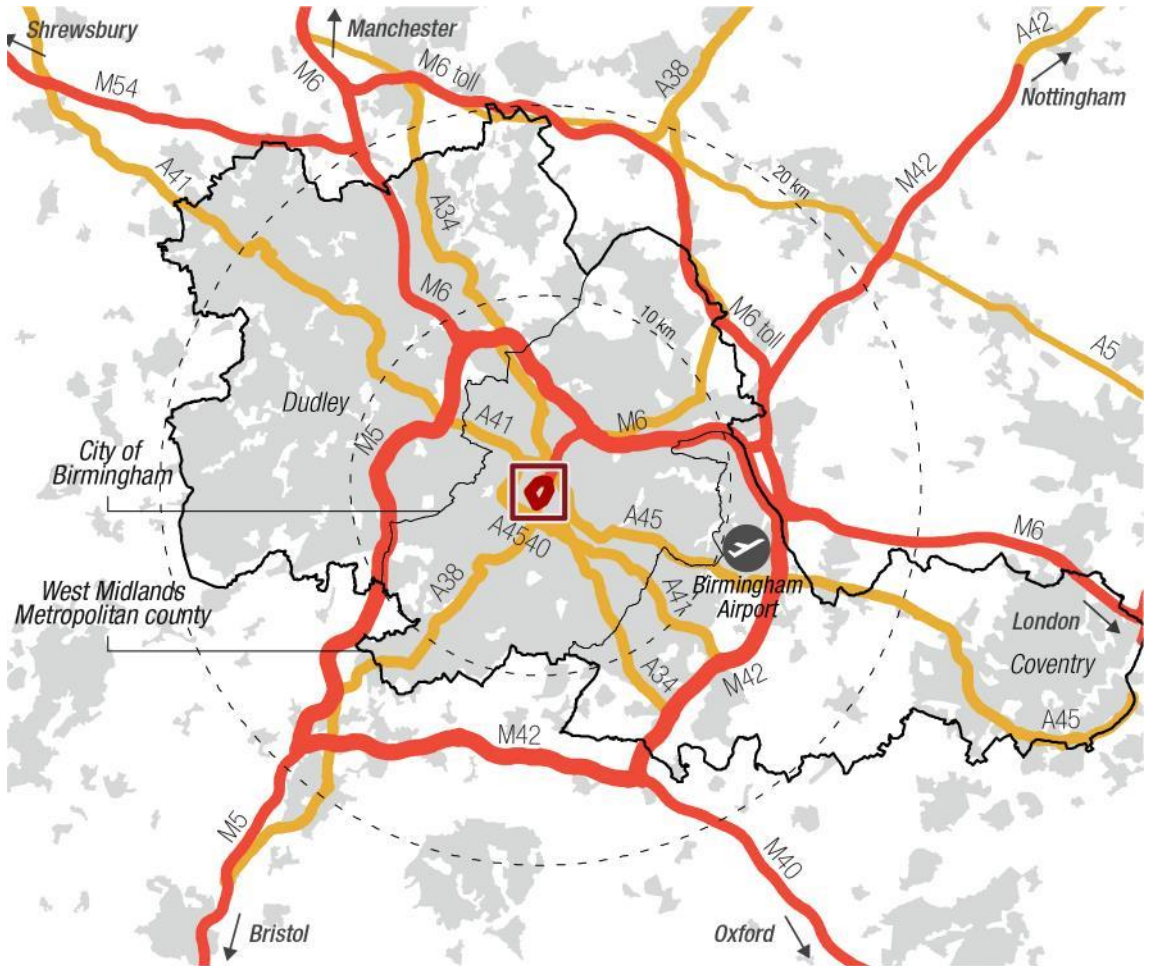 Shrewsbury
Manchester
A42
M6
M6 toll
A38
M54
Nottingham
A41
A34
20 km
M42
M6
10 km
M6 toll
A5
Dudley
A41
M6
M5
City of
Birmingham
A45
M6
A4540
A38
A41
Birmingham
Airport
West Midlands
Metropolitan county
London
Coventry
A34
M42
A45
M42
M5
M40
Bristol
Oxford